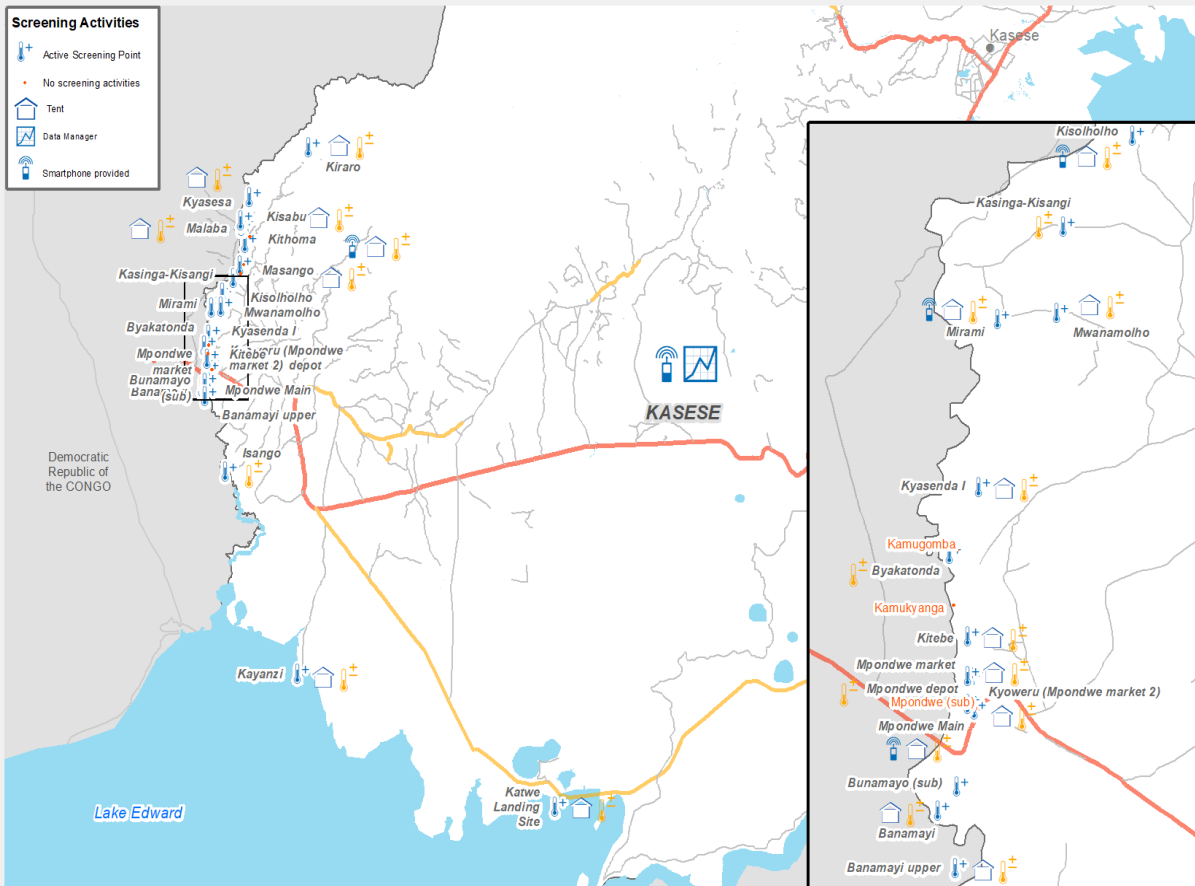 Screening Activities
Active Screening Point
No screening activities
Tent
Data Manager
Smartphone provided
Kasese
Kiraro
Kyasesa
Kisabu
Malaba
Kithoma
Masango
Kasinga-Kisangi
Kisolholho
Mirami
Mwanamolho
Byakatonda
Kyasenda I
Mpondwe
market
Kitebe
(Mpondwe
market 2) depot
Bunamayo
(sub)
Mpondwe Main
Banamayi upper
Isango
Democratic
Republic of
the CONGO
KASESE
Kayanzi
Katwe
Landing
Site
Lake Edward
Kisolholho
Kasinga-Kisangi
Mirami
Mwanamolho
Kyasenda I
Kamugomba
Byakatonda
Kamukyanga
Kitebe
Mpondwe market
Mpondwe depot
Kyoweru (Mpondwe market 2)
Mpondwe (sub)
Mpondwe Main
Bunamayo (sub)
Banamayi
Banamayi upper